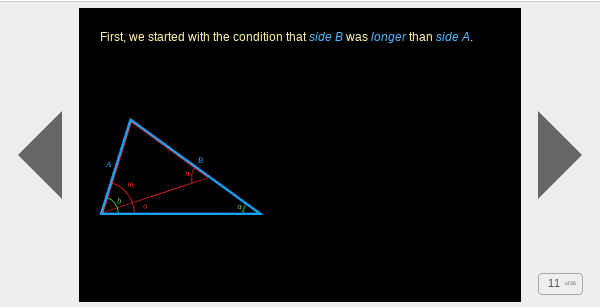 First, we started with the condition that side B was longer than side A.
A
B
m
n
b
o
a
11 of 36